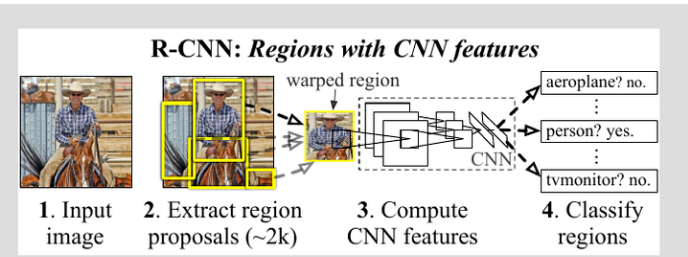 R-CNN: Regions with CNN features
warped region
aeroplane? no.
⋮
person? yes.
⋮
tvmonitor? no.
CNN
1. Input
image
2. Extract region
proposals (~2k)
3. Compute
CNN features
4. Classify
regions